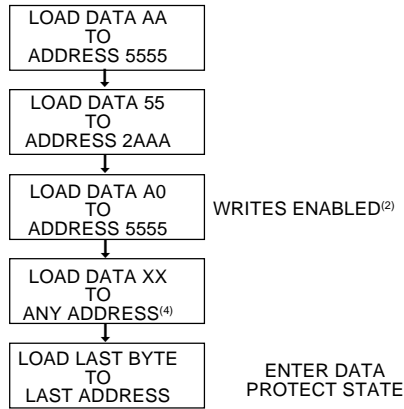 LOAD DATA AA
TO
ADDRESS 5555
LOAD DATA 55
TO
ADDRESS 2AAA
LOAD DATA A0
TO
ADDRESS 5555
WRITES ENABLED(2)
LOAD DATA XX
TO
ANY ADDRESS(4)
LOAD LAST BYTE
TO
LAST ADDRESS
ENTER DATA
PROTECT STATE